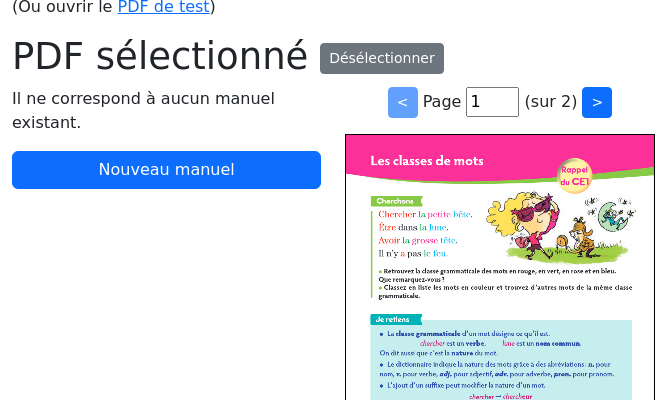 (Ou ouvrir le PDF de test)
PDF sélectionné Désélectionner
Il ne correspond à aucun manuel
existant.
Nouveau manuel
< Page 1 (sur 2) >
Les classes de mots
Rappel
du CE1
Cherchons
Chercher la petite bête.
Être dans la lune.
Avoir la grosse tête.
Il n'y a pas le feu.
● Retrouvez la classe grammaticale des mots en rouge, en vert, en rose et en bleu.
Que remarquez-vous ?
● Classez en liste les mots en couleur et trouvez d'autres mots de la même classe
grammaticale.
Je retiens
● La classe grammaticale d'un mot désigne ce qu'il est.
chercher est un verbe. lune est un nom commun.
On dit aussi que c'est la nature du mot.
● Le dictionnaire indique la nature des mots grâce à des abréviations : n. pour
nom, v. pour verbe, adj. pour adjectif, adv. pour adverbe, pron. pour pronom.
● L'ajout d'un suffixe peut modifier la nature d'un mot.
chercher → chercheur